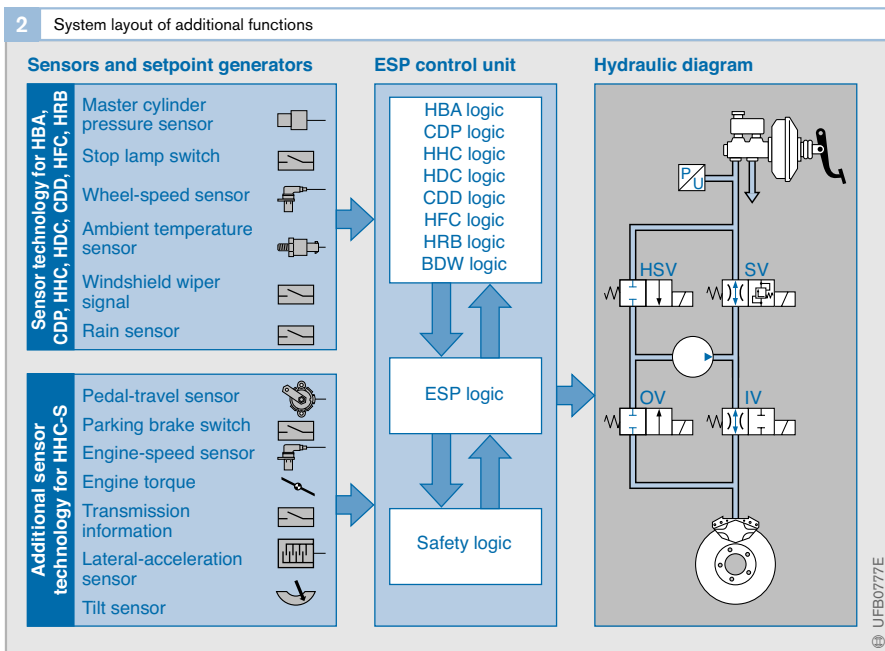 2
System layout of additional functions
Sensors and setpoint generators
Sensor technology for HBA,
CDP, HHC, HDC, CDD, HFC, HRB
Master cylinder
pressure sensor
Stop lamp switch
Wheel-speed sensor
Ambient temperature
sensor
Windshield wiper
signal
Rain sensor
Additional sensor
technology for HHC-S
Pedal-travel sensor
Parking brake switch
Engine-speed sensor
Engine torque
Transmission
information
Lateral-acceleration
sensor
Tilt sensor
ESP control unit
HBA logic
CDP logic
HHC logic
HDC logic
CDD logic
HFC logic
HRB logic
BDW logic
ESP logic
Safety logic
Hydraulic diagram
P
U
HSV
SV
OV
IV
UFB0777E